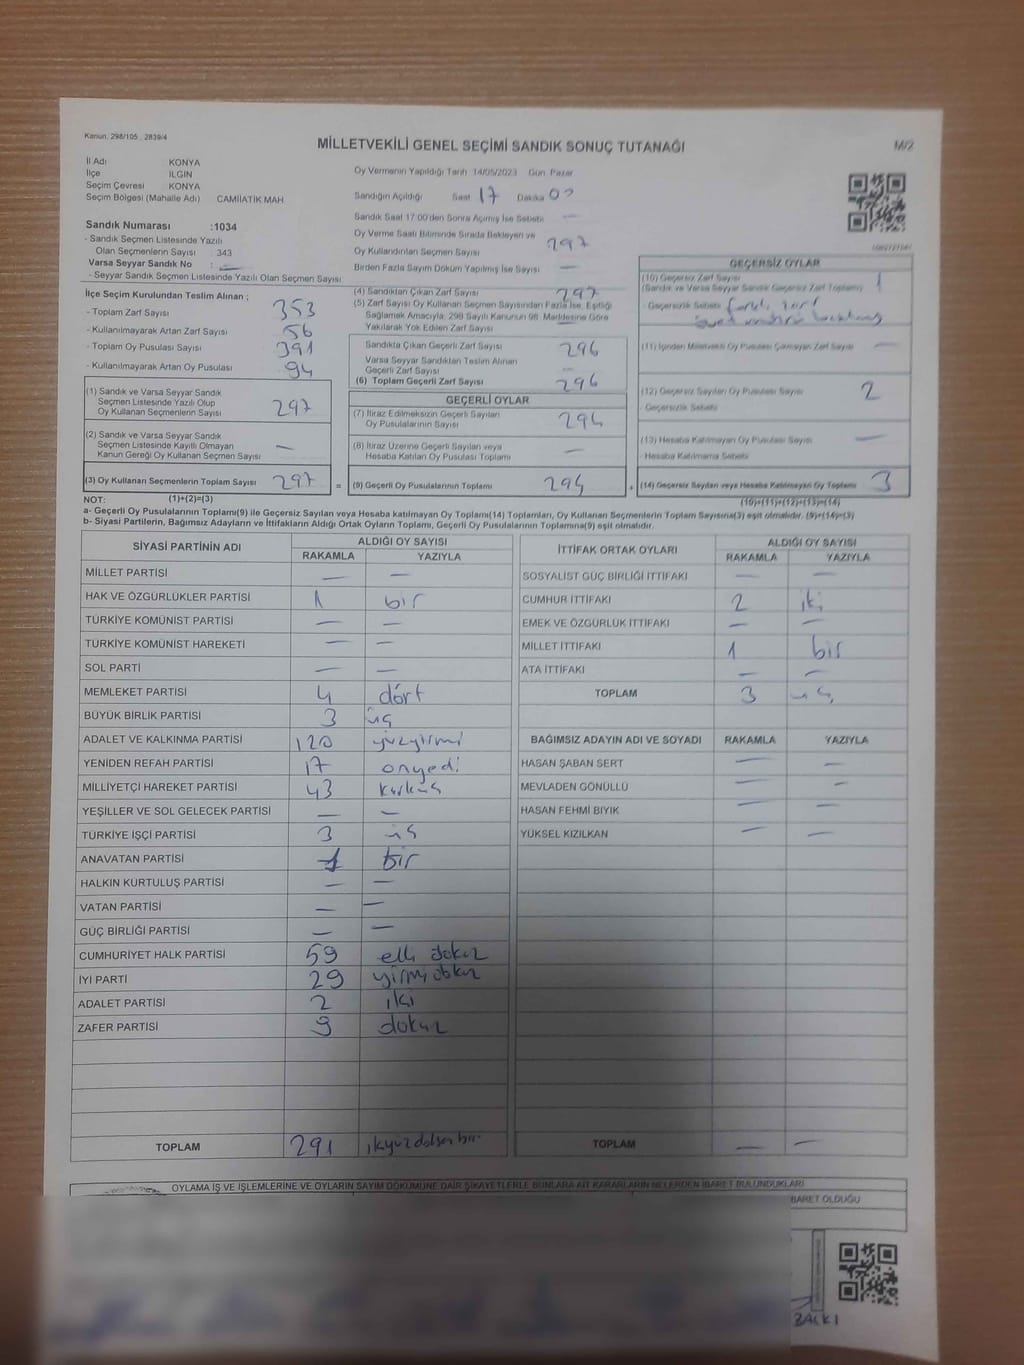 Kanun, 298/105 , 2839/4
MİLLETVEKİLİ GENEL SEÇİMİ SANDIK SONUÇ TUTANAĞI
M/2
İl Adı KONYA
İlçe ILGIN
Seçim Çevresi KONYA
Seçim Bölgesi (Mahalle Adı) CAMİİATİK MAH
Sandık Numarası :1034
- Sandık Seçmen Listesinde Yazılı
Olan Seçmenlerin Sayısı : 343
Varsa Seyyar Sandık No : —
- Seyyar Sandık Seçmen Listesinde Yazılı Olan Seçmen Sayısı
Oy Vermenin Yapıldığı Tarih 14/05/2023 Gün Pazar
Sandığın Açıldığı Saat 17 Dakika 00
Sandık Saat 17:00'den Sonra Açılmış İse Sebebi —
Oy Verme Saati Bitiminde Sırada Bekleyen ve
Oy Kullandırılan Seçmen Sayısı 297
Birden Fazla Sayım Döküm Yapılmış İse Sayısı —
İlçe Seçim Kurulundan Teslim Alınan ;
- Toplam Zarf Sayısı 353
- Kullanılmayarak Artan Zarf Sayısı 56
- Toplam Oy Pusulası Sayısı 391
- Kullanılmayarak Artan Oy Pusulası 94
(1) Sandık ve Varsa Seyyar Sandık
Seçmen Listesinde Yazılı Olup
Oy Kullanan Seçmenlerin Sayısı 297
(2) Sandık ve Varsa Seyyar Sandık
Seçmen Listesinde Kayıtlı Olmayan
Kanun Gereği Oy Kullanan Seçmen Sayısı —
(3) Oy Kullanan Seçmenlerin Toplam Sayısı 297
(4) Sandıktan Çıkan Zarf Sayısı 297
(5) Zarf Sayısı Oy Kullanan Seçmen Sayısından Fazla İse, Eşitliği
Sağlamak Amacıyla, 298 Sayılı Kanunun 98. Maddesine Göre
Yakılarak Yok Edilen Zarf Sayısı
Sandıkta Çıkan Geçerli Zarf Sayısı 296
Varsa Seyyar Sandıktan Teslim Alınan
Geçerli Zarf Sayısı —
(6) Toplam Geçerli Zarf Sayısı 296
GEÇERLİ OYLAR
(7) İtiraz Edilmeksizin Geçerli Sayılan
Oy Pusulalarının Sayısı 294
(8) İtiraz Üzerine Geçerli Sayılan veya
Hesaba Katılan Oy Pusulası Toplamı —
= (9) Geçerli Oy Pusulalarının Toplamı 294
GEÇERSİZ OYLAR
(10) Geçersiz Zarf Sayısı
(Sandık ve Varsa Seyyar Sandık Geçersiz Zarf Toplamı) 1
- Geçersizlik Sebebi farklı zarf
(11) İçinden Milletvekili Oy Pusulası Çıkmayan Zarf Sayısı —
(12) Geçersiz Sayılan Oy Pusulası Sayısı 2
- Geçersizlik Sebebi
(13) Hesaba Katılmayan Oy Pusulası Sayısı —
- Hesaba Katılmama Sebebi
+ (14) Geçersiz Sayılan veya Hesaba Katılmayan Oy Toplamı 3
NOT: (1)+(2)=(3) (10)+(11)+(12)+(13)=(14)
a- Geçerli Oy Pusulalarının Toplamı(9) ile Geçersiz Sayılan veya Hesaba katılmayan Oy Toplamı(14) Toplamları, Oy Kullanan Seçmenlerin Toplam Sayısına(3) eşit olmalıdır. (9)+(14)=(3)
b- Siyasi Partilerin, Bağımsız Adayların ve İttifakların Aldığı Ortak Oyların Toplamı, Geçerli Oy Pusulalarının Toplamına(9) eşit olmalıdır.
SİYASİ PARTİNİN ADI ALDIĞI OY SAYISI
RAKAMLA YAZIYLA
MİLLET PARTİSİ — —
HAK VE ÖZGÜRLÜKLER PARTİSİ 1 bir
TÜRKİYE KOMÜNİST PARTİSİ — —
TÜRKİYE KOMÜNİST HAREKETİ — —
SOL PARTİ — —
MEMLEKET PARTİSİ 4 dört
BÜYÜK BİRLİK PARTİSİ 3 üç
ADALET VE KALKINMA PARTİSİ 120 yüzyirmi
YENİDEN REFAH PARTİSİ 17 onyedi
MİLLİYETÇİ HAREKET PARTİSİ 43 kırküç
YEŞİLLER VE SOL GELECEK PARTİSİ — —
TÜRKİYE İŞÇİ PARTİSİ 3 üç
ANAVATAN PARTİSİ 1 bir
HALKIN KURTULUŞ PARTİSİ — —
VATAN PARTİSİ — —
GÜÇ BİRLİĞİ PARTİSİ — —
CUMHURİYET HALK PARTİSİ 59 elli dokuz
İYİ PARTİ 29 yirmi dokuz
ADALET PARTİSİ 2 iki
ZAFER PARTİSİ 9 dokuz
TOPLAM 291 ikiyüzdoksanbir
İTTİFAK ORTAK OYLARI ALDIĞI OY SAYISI
RAKAMLA YAZIYLA
SOSYALİST GÜÇ BİRLİĞİ İTTİFAKI — —
CUMHUR İTTİFAKI 2 iki
EMEK VE ÖZGÜRLÜK İTTİFAKI — —
MİLLET İTTİFAKI 1 bir
ATA İTTİFAKI — —
TOPLAM 3 üç
BAĞIMSIZ ADAYIN ADI VE SOYADI RAKAMLA YAZIYLA
HASAN ŞABAN SERT — —
MEVLADEN GÖNÜLLÜ — —
HASAN FEHMİ BIYIK — —
YÜKSEL KIZILKAN — —
TOPLAM — —
OYLAMA İŞ VE İŞLEMLERİNE VE OYLARIN SAYIM DÖKÜMÜNE DAİR ŞİKAYETLERLE BUNLARA AİT KARARLARIN NELERDEN İBARET BULUNDUKLARI
BARET OLDUĞU